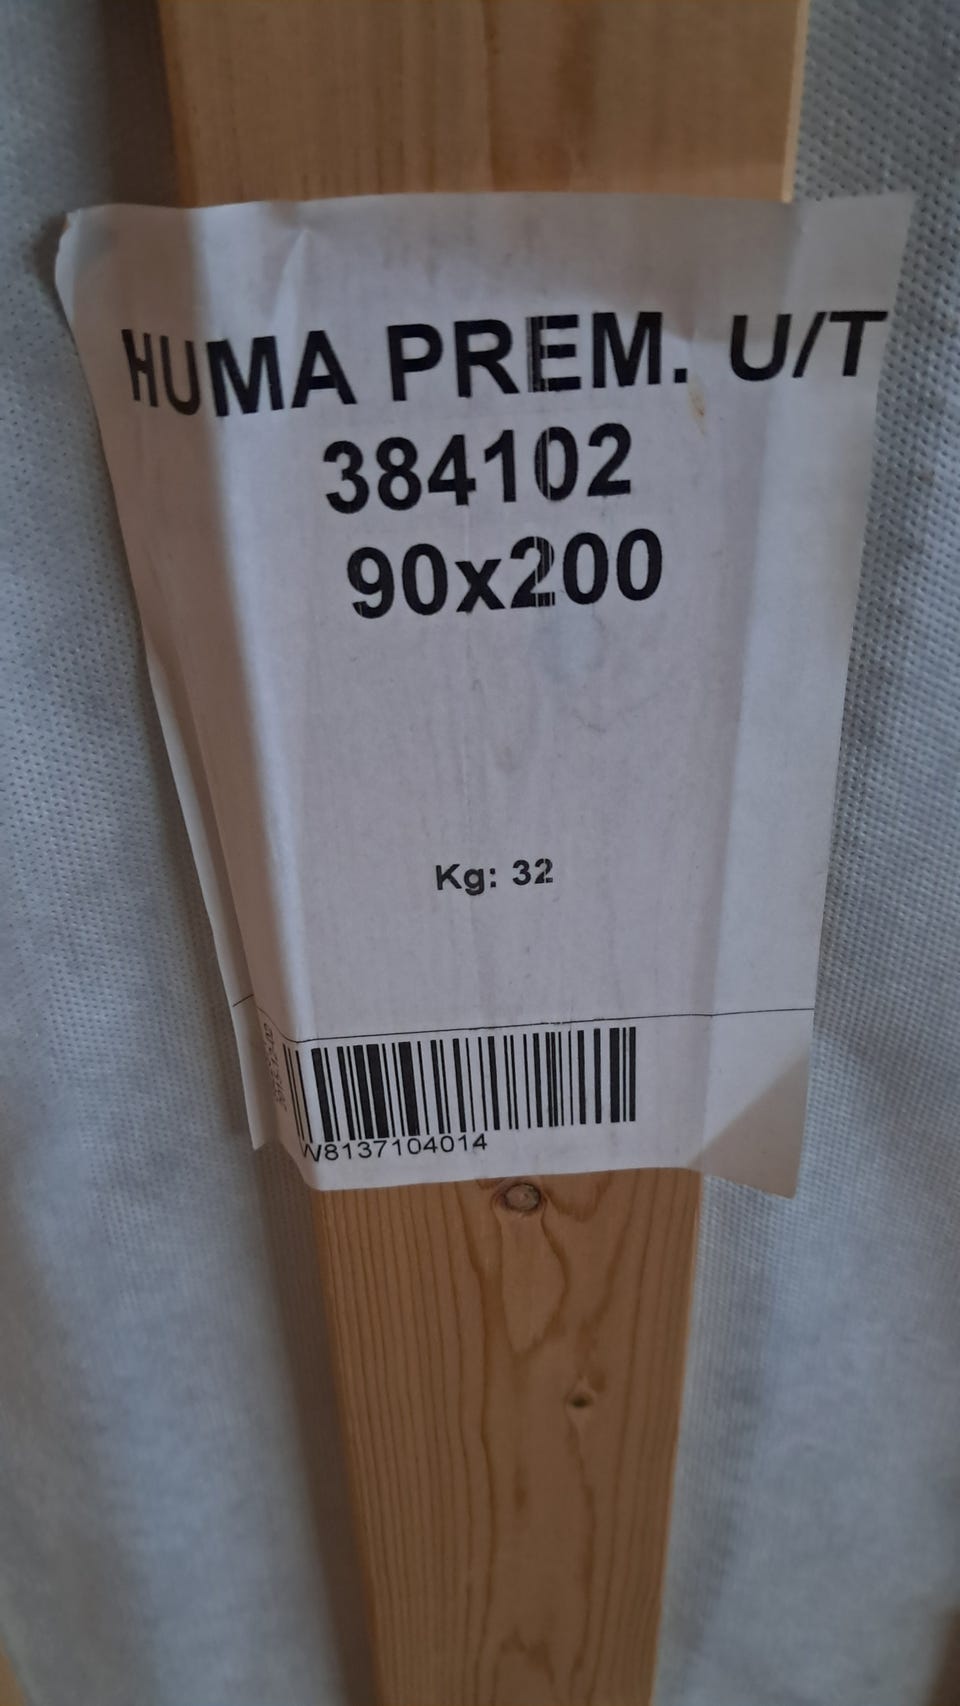 HUMA PREM. U/T
384102
90x200
Kg: 32
W8137104014